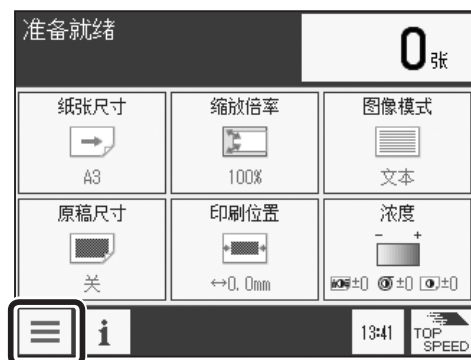 准备就绪
0张
纸张尺寸
A3
缩放倍率
100%
图像模式
文本
原稿尺寸
关
印刷位置
↔0.0mm
浓度
- +
±0 ±0 ±0
i
13:41
TOP
SPEED